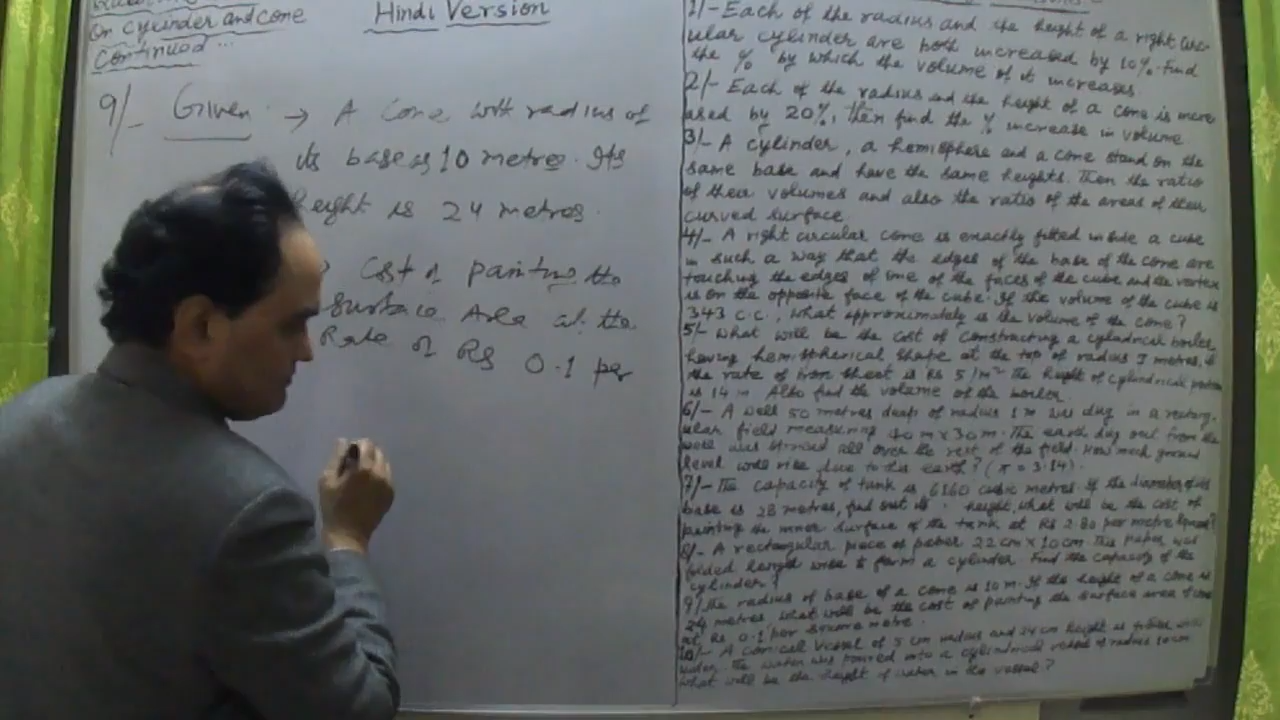 On cylinder and cone
Continued ...
Hindi Version
9/- Given → A Cone with radius of
its base as 10 metre. Its
height is 24 metres.
Cost of painting the
Surface Area at the
Rate of Rs 0.1 per
1/- Each of the radius and the height of a right circ-
ular cylinder are both increased by 10%. Find
the % by which the volume of it increases
2/- Each of the radius and the height of a cone is incre
ased by 20%, then find the % increase in volume
3/- A cylinder, a hemisphere and a cone stand on the
same base and have the same heights. Then the ratio
of their volumes and also the ratio of the areas of their
curved surface
4/- A right circular cone is exactly fitted inside a cube
in such a way that the edges of the base of the cone are
touching the edges of one of the faces of the cube and the vertex
is on the opposite face of the cube. If the volume of the cube is
343 c.c., what approximately is the volume of the cone?
5/- What will be the cost of constructing a cylindrical boiler
having hemispherical shape at the top of radius metres, if
the rate of iron sheet is Rs 5/m² The height of cylindrical portion
is 14 m Also find the volume of the boiler.
6/- A well 50 metres deep of radius 1 m was dug in a rectang-
ular field measuring 40 m x 30 m. The earth dug out from the
well was spread all over the rest of the field. How much ground
level will rise due to this earth? (π = 3.14).
7/- The capacity of tank is 6160 cubic metres. If the diameter of its
base is 28 metres, find out its height, what will be the cost of
painting the inner surface of the tank at Rs 2.80 per metre square?
8/- A rectangular piece of paper 22 cm x 10 cm. This paper was
folded length wise to form a cylinder. Find the capacity of the
cylinder?
9/ The radius of base of a cone is 10 m. If the height of a cone is
24 metres, what will be the cost of painting the surface area of cone
at Rs 0.1 per square metre.
10/- A conical vessel of 5 cm radius and 24 cm height is filled with
water. The water was poured into a cylindrical vessel of radius 10 cm
what will be the height of water in the vessel?